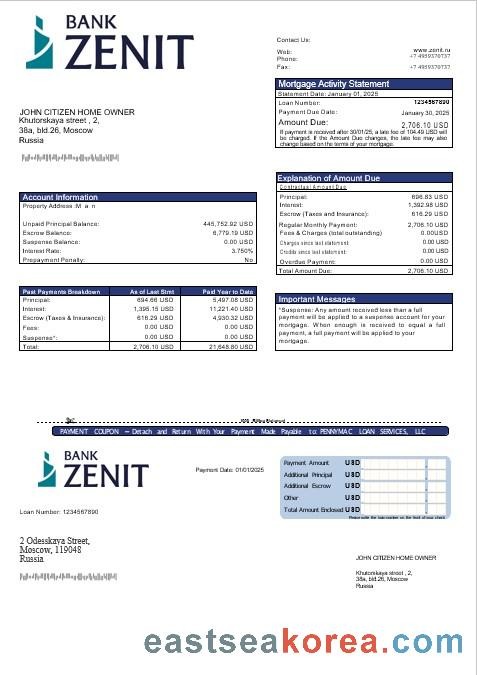 BANK
ZENIT
Contact Us:
Web: www.zenit.ru
Phone: +7 4959370737
Fax: +7 4959370737
Mortgage Activity Statement
Statement Date: January 01, 2025
Loan Number: 1234567890
Payment Due Date: January 30, 2025
Amount Due: 2,706.10 USD
If payment is received after 30/01/25, a late fee of 104.49 USD will
be charged. If the Amount Due changes, the late fee may also
change based on the terms of your mortgage.
JOHN CITIZEN HOME OWNER
Khutorskaya street , 2,
38a, bld.26, Moscow
Russia
Account Information
Property Address :M a n
Unpaid Principal Balance: 445,752.92 USD
Escrow Balance: 6,779.19 USD
Suspense Balance: 0.00 USD
Interest Rate: 3.750%
Prepayment Penalty: No
Explanation of Amount Due
Contractual Amount Due
Principal: 696.83 USD
Interest: 1,392.98 USD
Escrow (Taxes and Insurance): 616.29 USD
Regular Monthly Payment: 2,706.10 USD
Fees & Charges (total outstanding) 0.00USD
Charges since last statement: 0.00 USD
Credits since last statement: 0.00 USD
Overdue Payment: 0.00 USD
Total Amount Due: 2,706.10 USD
Past Payments Breakdown As of Last Stmt Paid Year to Date
Principal: 694.66 USD 5,497.08 USD
Interest: 1,395.15 USD 11,221.40 USD
Escrow (Taxes & Insurance): 616.29 USD 4,930.32 USD
Fees: 0.00 USD 0.00 USD
Suspense*: 0.00 USD 0.00 USD
Total: 2,706.10 USD 21,648.80 USD
Important Messages
*Suspense: Any amount received less than a full
payment will be applied to a suspense account for your
mortgage. When enough is received to equal a full
payment, a full payment will be applied to your
mortgage.
PAYMENT COUPON – Detach and Return With Your Payment Made Payable to: PENNYMAC LOAN SERVICES, LLC
BANK
ZENIT
Payment Date: 01/01/2025
Payment Amount USD
Additional Principal USD
Additional Escrow USD
Other USD
Total Amount Enclosed USD
Please write the loan number on the front of your check
Loan Number: 1234567890
2 Odesskaya Street,
Moscow, 119048
Russia
JOHN CITIZEN HOME OWNER
Khutorskaya street , 2,
38a, bld.26, Moscow
Russia
eastseakorea.com